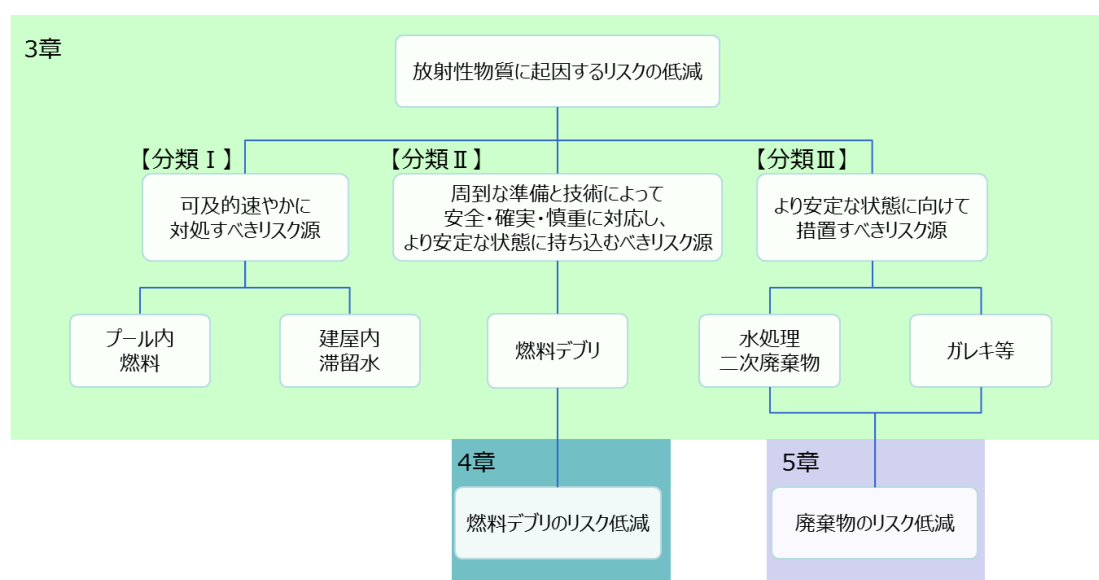 3章
放射性物質に起因するリスクの低減
【分類Ⅰ】
【分類Ⅱ】
【分類Ⅲ】
可及的速やかに
対処すべきリスク源
周到な準備と技術によって
安全・確実・慎重に対応し、
より安定な状態に持ち込むべきリスク源
より安定な状態に向けて
措置すべきリスク源
プール内
燃料
建屋内
滞留水
燃料デブリ
水処理
二次廃棄物
ガレキ等
4章
燃料デブリのリスク低減
5章
廃棄物のリスク低減